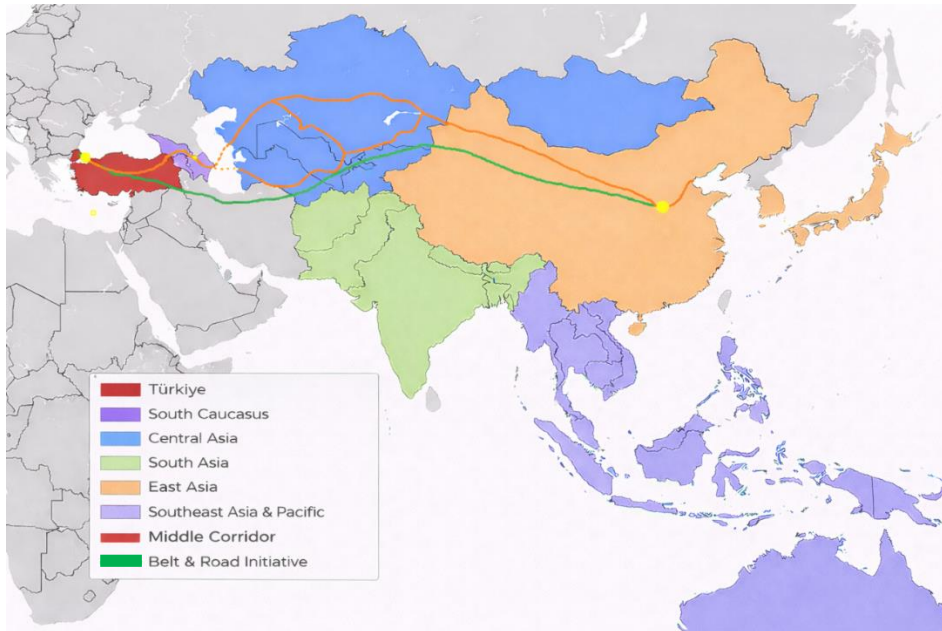 Türkiye
South Caucasus
Central Asia
South Asia
East Asia
Southeast Asia & Pacific
Middle Corridor
Belt & Road Initiative